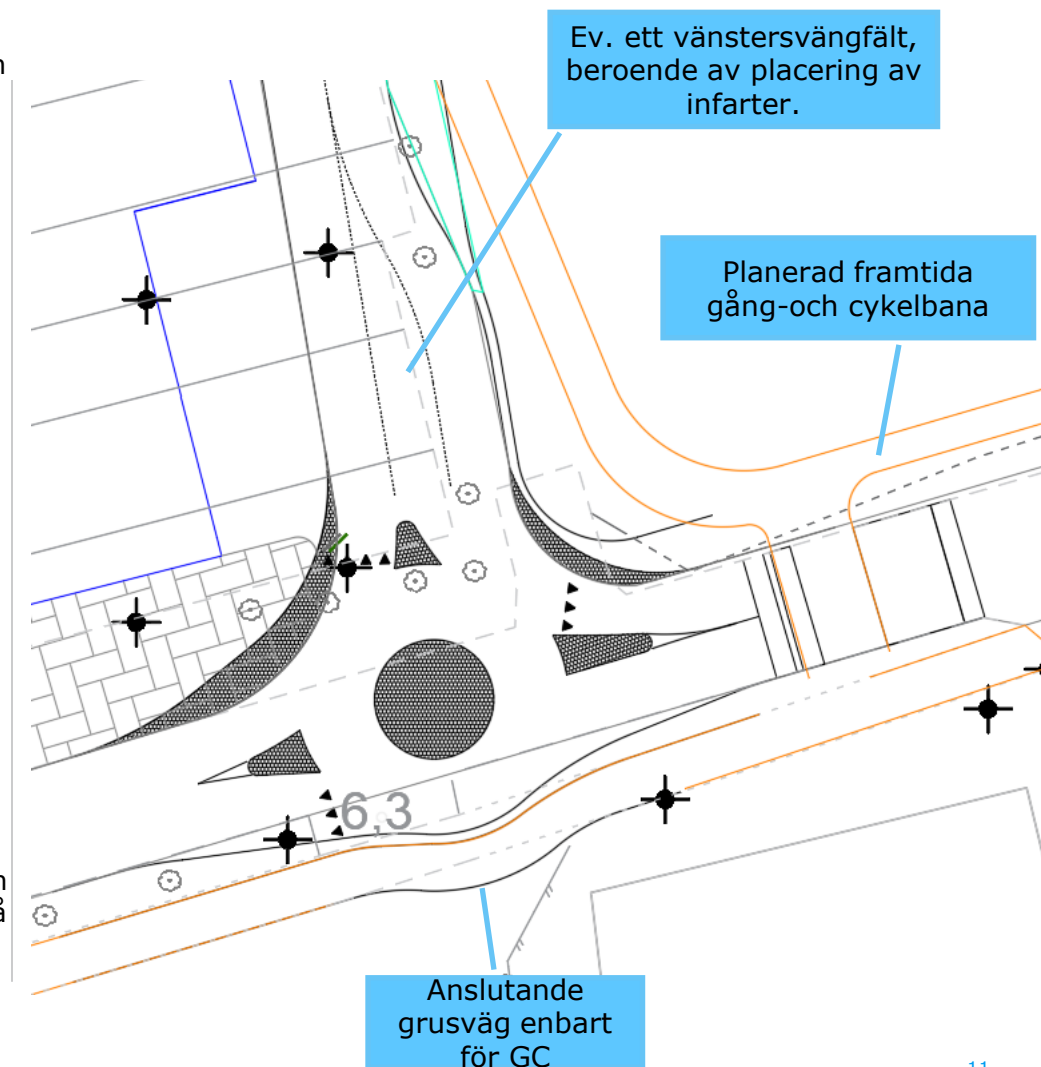 Ev. ett vänstersvängfält,
beroende av placering av
infarter.
Planerad framtida
gång-och cykelbana
6,3
Anslutande
grusväg enbart
för GC
11